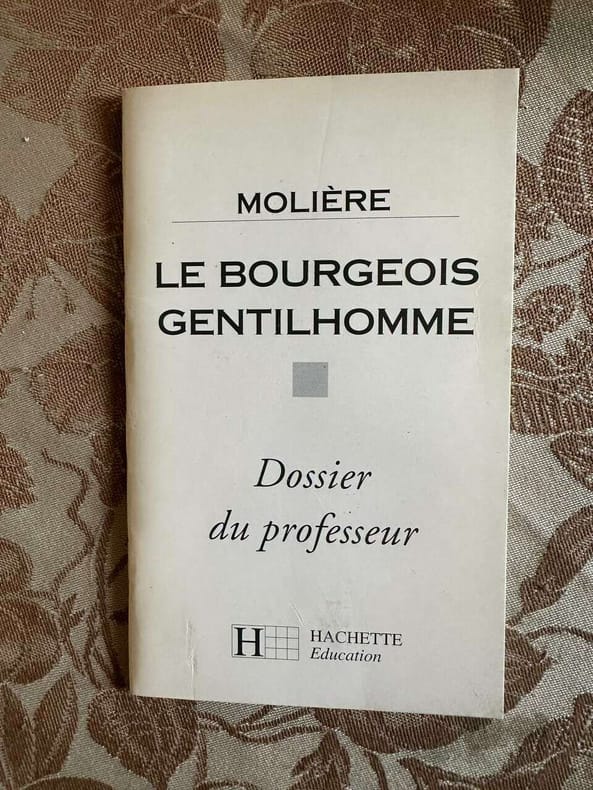 MOLIÈRE
LE BOURGEOIS
GENTILHOMME
Dossier
du professeur
H HACHETTE
Education